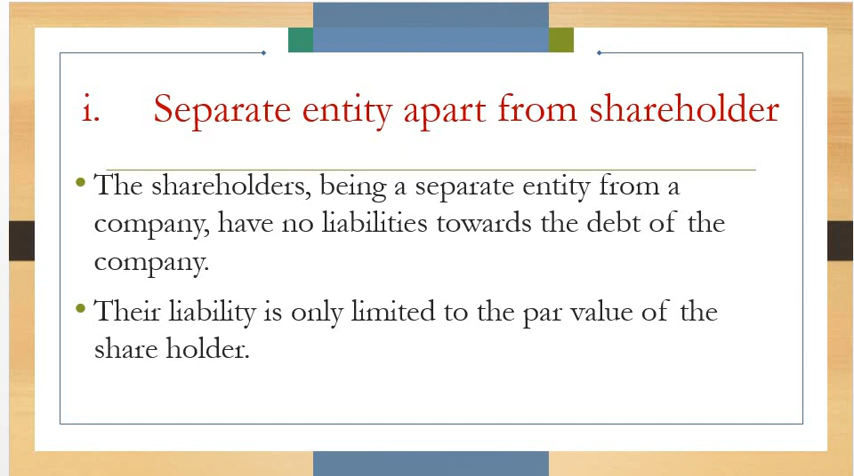 i. Separate entity apart from shareholder
• The shareholders, being a separate entity from a
company, have no liabilities towards the debt of the
company.
• Their liability is only limited to the par value of the
share holder.